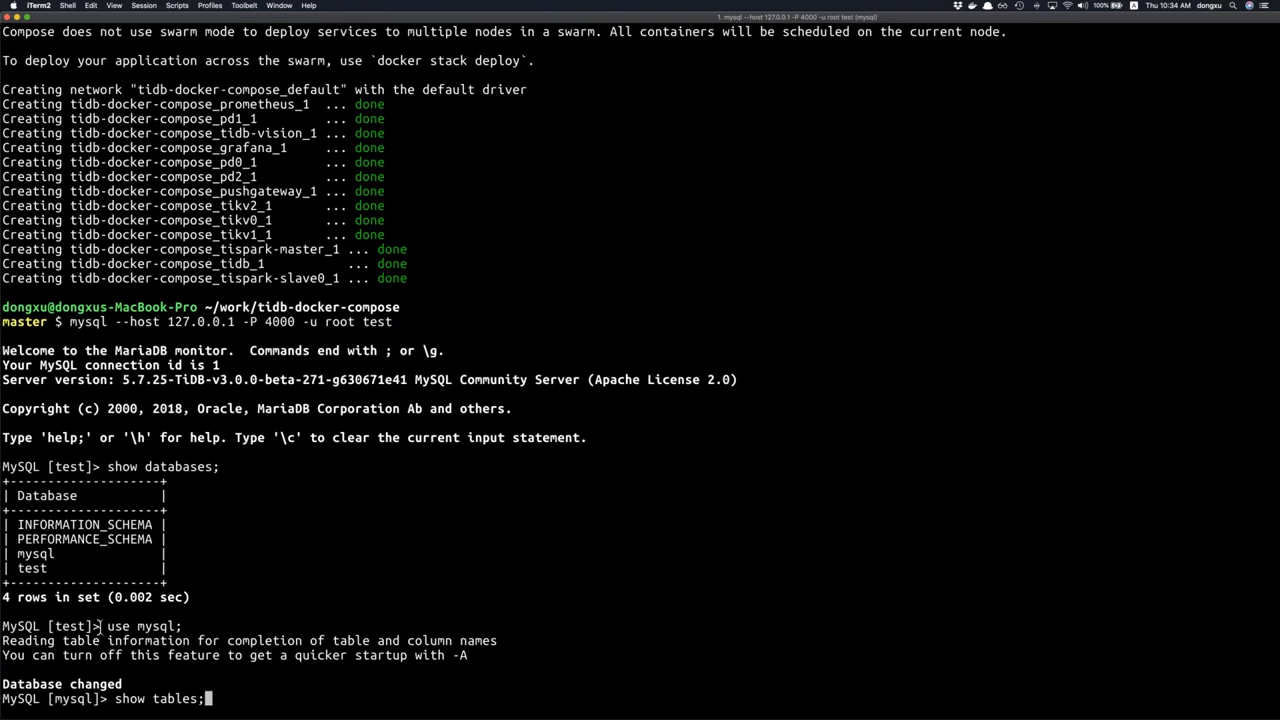 iTerm2 Shell Edit View Session Scripts Profiles Toolbelt Window Help 100% A Thu 10:34 AM dongxu
1. mysql --host 127.0.0.1 -P 4000 -u root test (mysql)
Compose does not use swarm mode to deploy services to multiple nodes in a swarm. All containers will be scheduled on the current node.
To deploy your application across the swarm, use `docker stack deploy`.
Creating network "tidb-docker-compose_default" with the default driver
Creating tidb-docker-compose_prometheus_1 ... done
Creating tidb-docker-compose_pd1_1 ... done
Creating tidb-docker-compose_tidb-vision_1 ... done
Creating tidb-docker-compose_grafana_1 ... done
Creating tidb-docker-compose_pd0_1 ... done
Creating tidb-docker-compose_pd2_1 ... done
Creating tidb-docker-compose_pushgateway_1 ... done
Creating tidb-docker-compose_tikv2_1 ... done
Creating tidb-docker-compose_tikv0_1 ... done
Creating tidb-docker-compose_tikv1_1 ... done
Creating tidb-docker-compose_tispark-master_1 ... done
Creating tidb-docker-compose_tidb_1 ... done
Creating tidb-docker-compose_tispark-slave0_1 ... done
dongxu@dongxus-MacBook-Pro ~/work/tidb-docker-compose
master $ mysql --host 127.0.0.1 -P 4000 -u root test
Welcome to the MariaDB monitor.  Commands end with ; or \g.
Your MySQL connection id is 1
Server version: 5.7.25-TiDB-v3.0.0-beta-271-g630671e41 MySQL Community Server (Apache License 2.0)
Copyright (c) 2000, 2018, Oracle, MariaDB Corporation Ab and others.
Type 'help;' or '\h' for help. Type '\c' to clear the current input statement.
MySQL [test]> show databases;
+--------------------+
| Database           |
+--------------------+
| INFORMATION_SCHEMA |
| PERFORMANCE_SCHEMA |
| mysql              |
| test               |
+--------------------+
4 rows in set (0.002 sec)
MySQL [test]> use mysql;
Reading table information for completion of table and column names
You can turn off this feature to get a quicker startup with -A
Database changed
MySQL [mysql]> show tables;